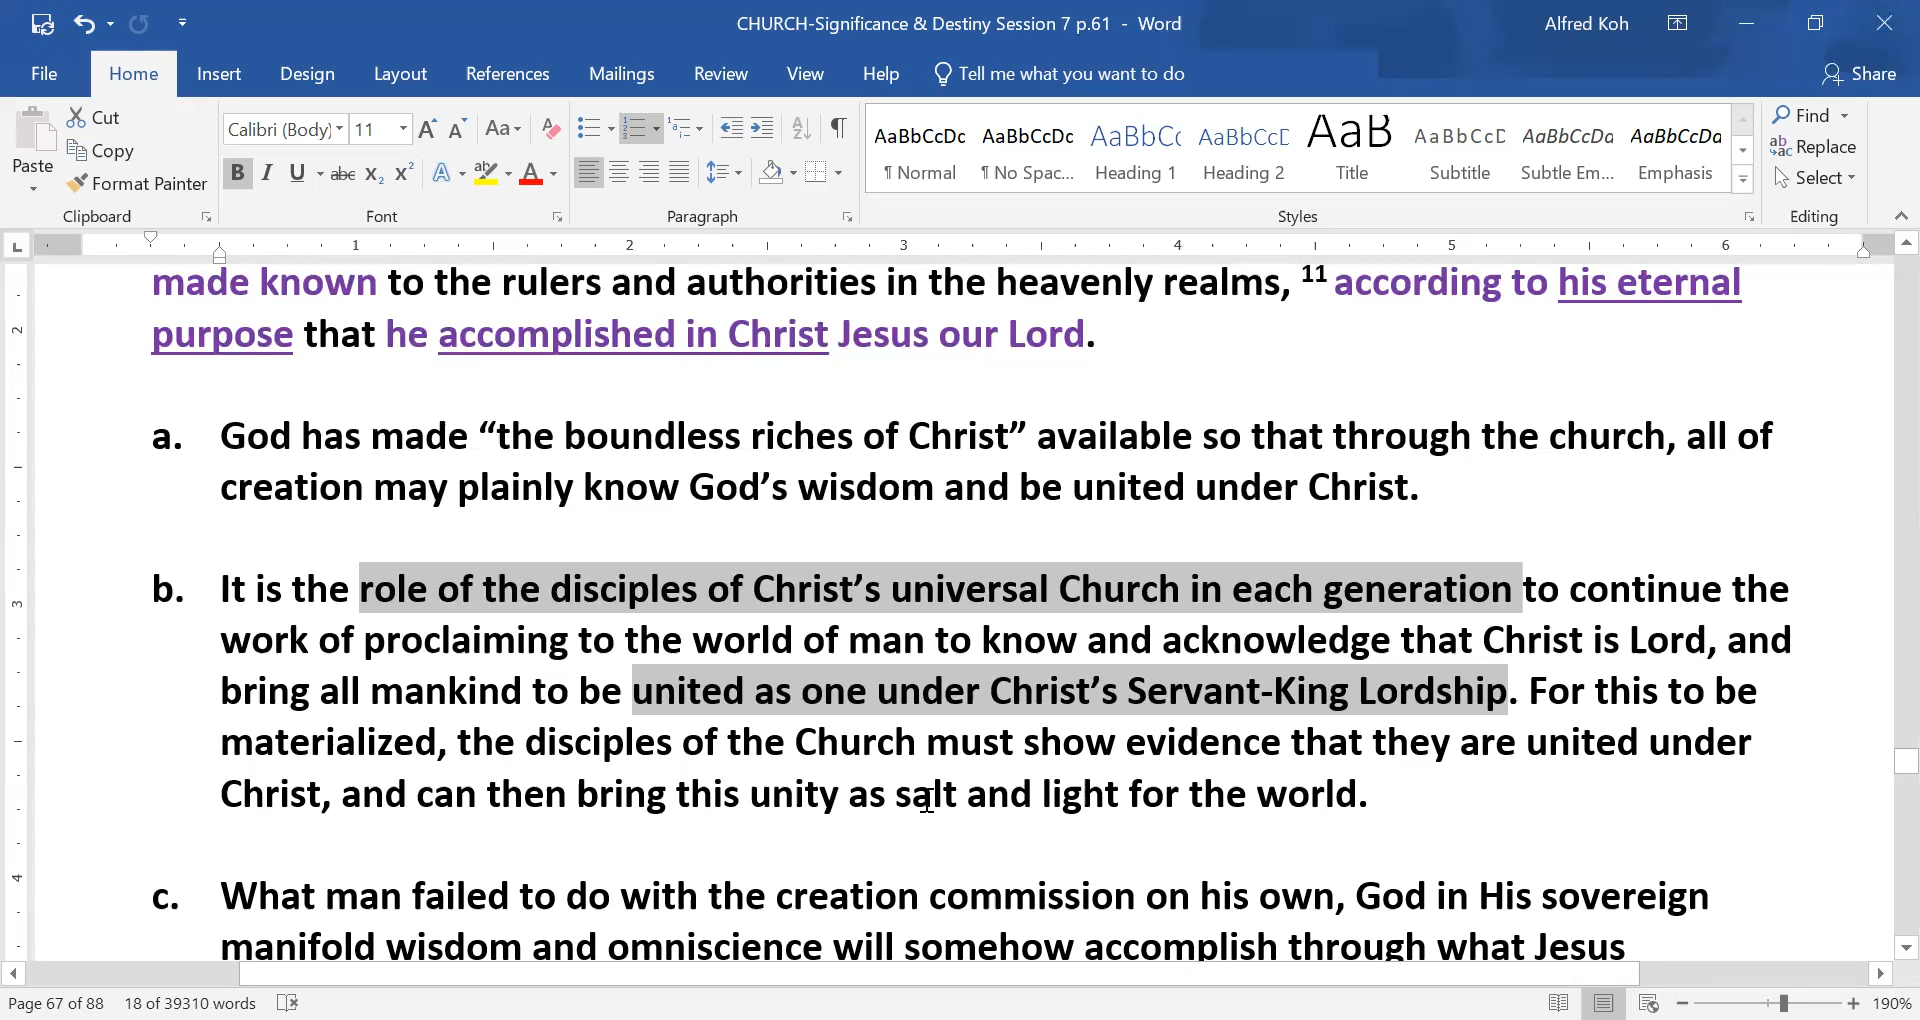 CHURCH-Significance & Destiny Session 7 p.61 - Word
Alfred Koh
File Home Insert Design Layout References Mailings Review View Help Tell me what you want to do
Share
Paste
Cut
Copy
Format Painter
Clipboard
Calibri (Body) 11
Font
Paragraph
AaBbCcDc AaBbCcDc AaBbC( AaBbCcE AaB AaBbCcD AaBbCcDa AaBbCcDa
¶ Normal ¶ No Spac... Heading 1 Heading 2 Title Subtitle Subtle Em... Emphasis
Styles
Find
Replace
Select
Editing
1 2 3 4 5 6
made known to the rulers and authorities in the heavenly realms, 11 according to his eternal
purpose that he accomplished in Christ Jesus our Lord.
a. God has made “the boundless riches of Christ” available so that through the church, all of
creation may plainly know God’s wisdom and be united under Christ.
b. It is the role of the disciples of Christ’s universal Church in each generation to continue the
work of proclaiming to the world of man to know and acknowledge that Christ is Lord, and
bring all mankind to be united as one under Christ’s Servant-King Lordship. For this to be
materialized, the disciples of the Church must show evidence that they are united under
Christ, and can then bring this unity as salt and light for the world.
c. What man failed to do with the creation commission on his own, God in His sovereign
manifold wisdom and omniscience will somehow accomplish through what Jesus
Page 67 of 88 18 of 39310 words
190%